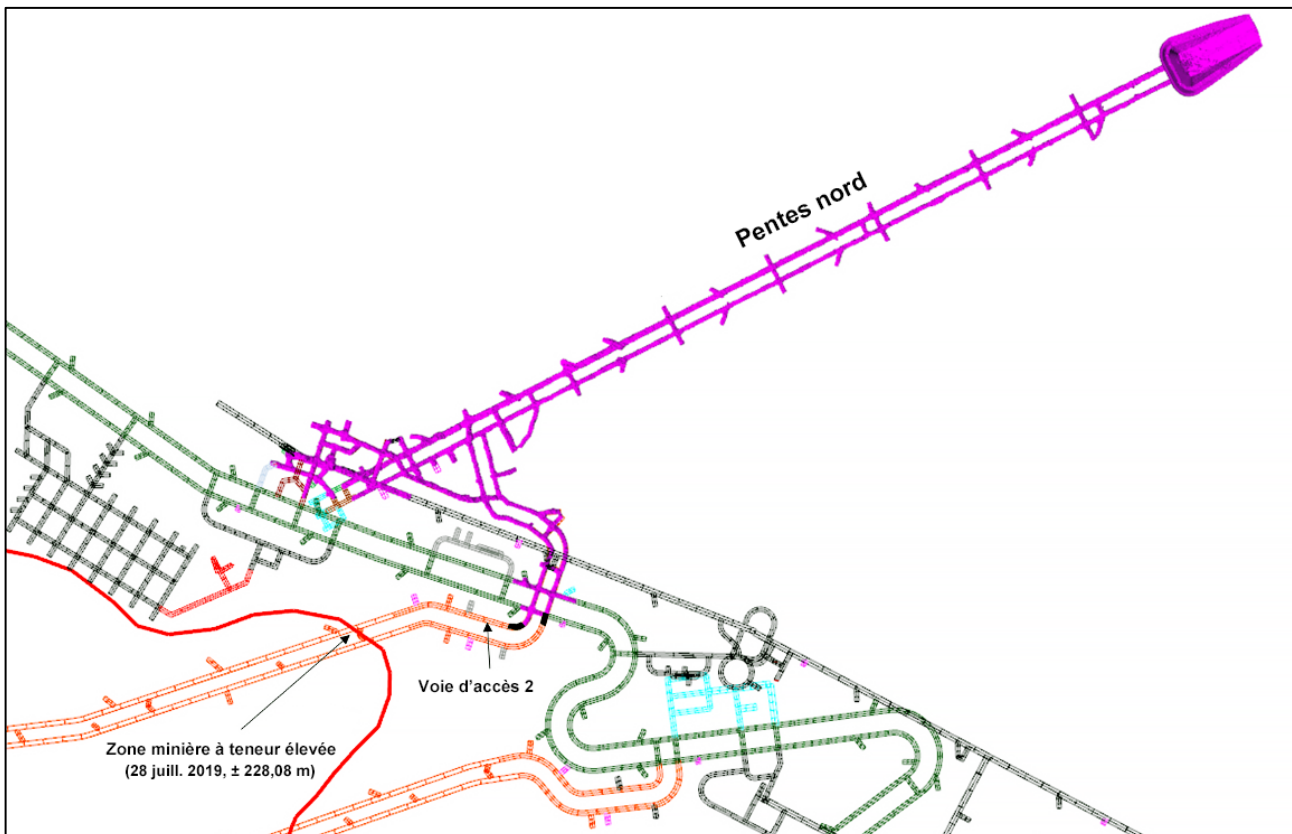 Pentes nord
Voie d'accès 2
Zone minière à teneur élevée
(28 juill. 2019, ± 228,08 m)